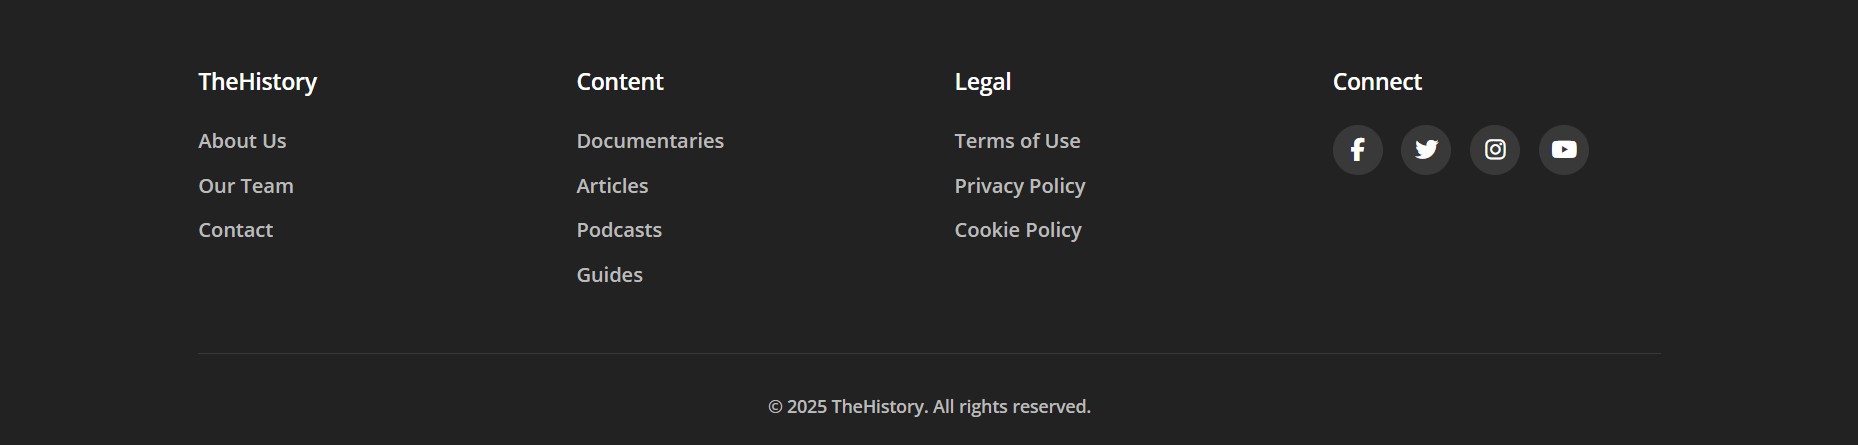 TheHistory
About Us
Our Team
Contact
Content
Documentaries
Articles
Podcasts
Guides
Legal
Terms of Use
Privacy Policy
Cookie Policy
Connect
© 2025 TheHistory. All rights reserved.